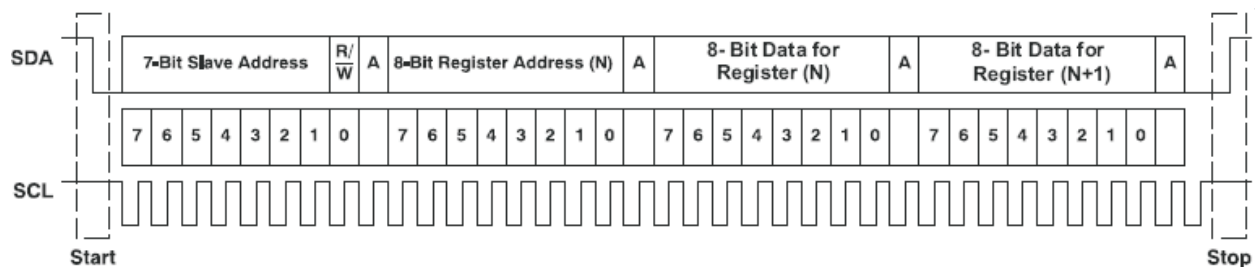 SDA
7-Bit Slave Address
R/
W
A
8-Bit Register Address (N)
A
8- Bit Data for
Register (N)
A
8- Bit Data for
Register (N+1)
A
7 6 5 4 3 2 1 0 7 6 5 4 3 2 1 0 7 6 5 4 3 2 1 0 7 6 5 4 3 2 1 0
SCL
Start
Stop